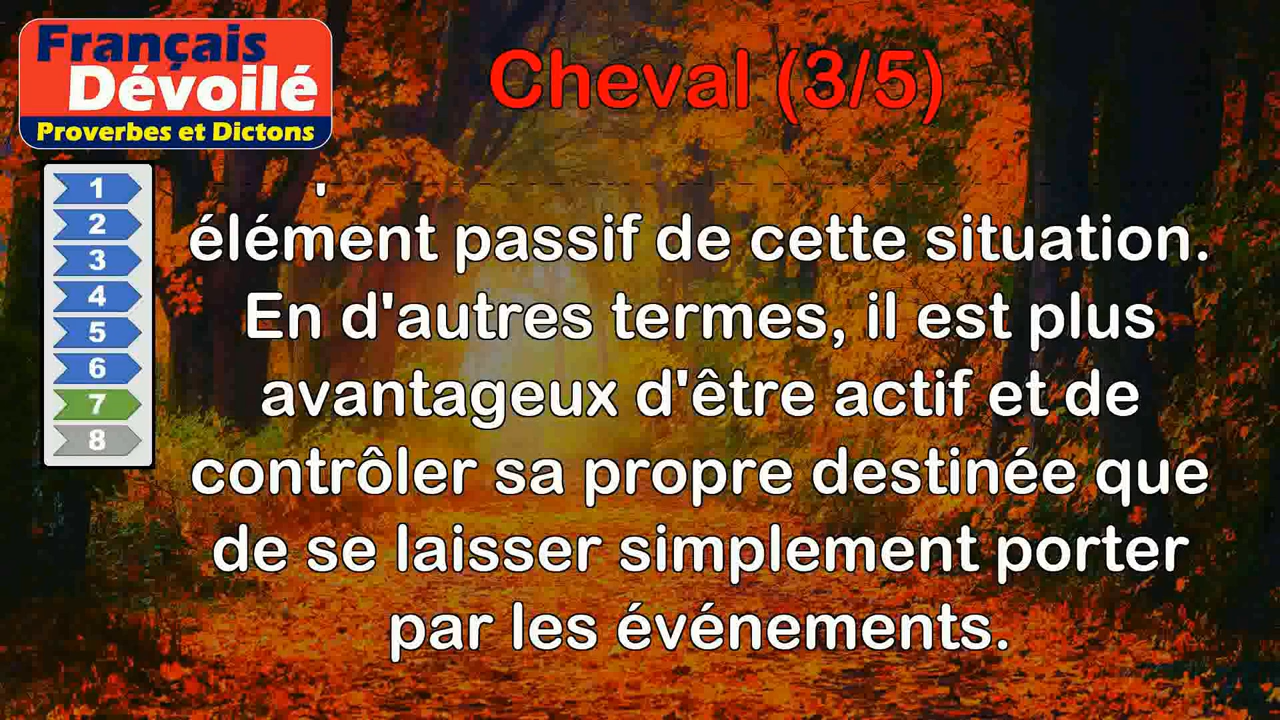 Français
Dévoilé
Proverbes et Dictons
Cheval (3/5)
1
2
3
4
5
6
7
8
élément passif de cette situation.
En d'autres termes, il est plus
avantageux d'être actif et de
contrôler sa propre destinée que
de se laisser simplement porter
par les événements.